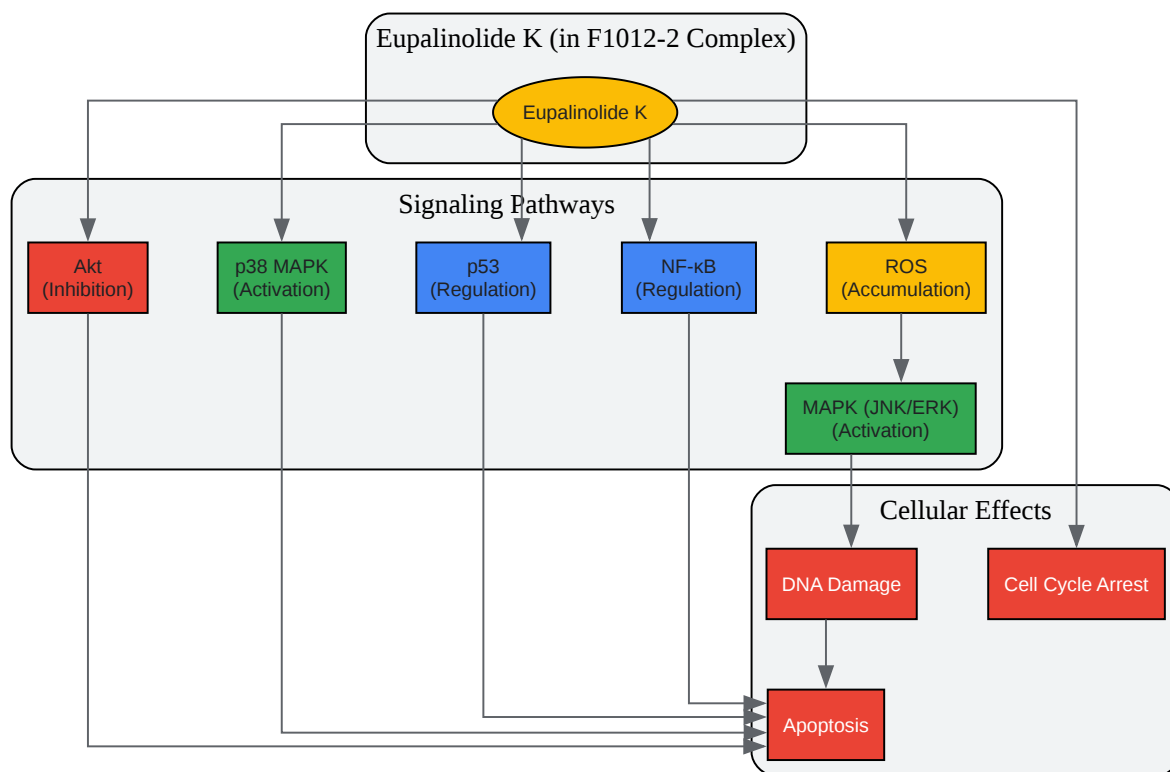 Eupalinolide K (in F1012-2 Complex)
Eupalinolide K
Signaling Pathways
Akt
(Inhibition)
p38 MAPK
(Activation)
p53
(Regulation)
NF-κB
(Regulation)
ROS
(Accumulation)
MAPK (JNK/ERK)
(Activation)
Cellular Effects
DNA Damage
Cell Cycle Arrest
Apoptosis